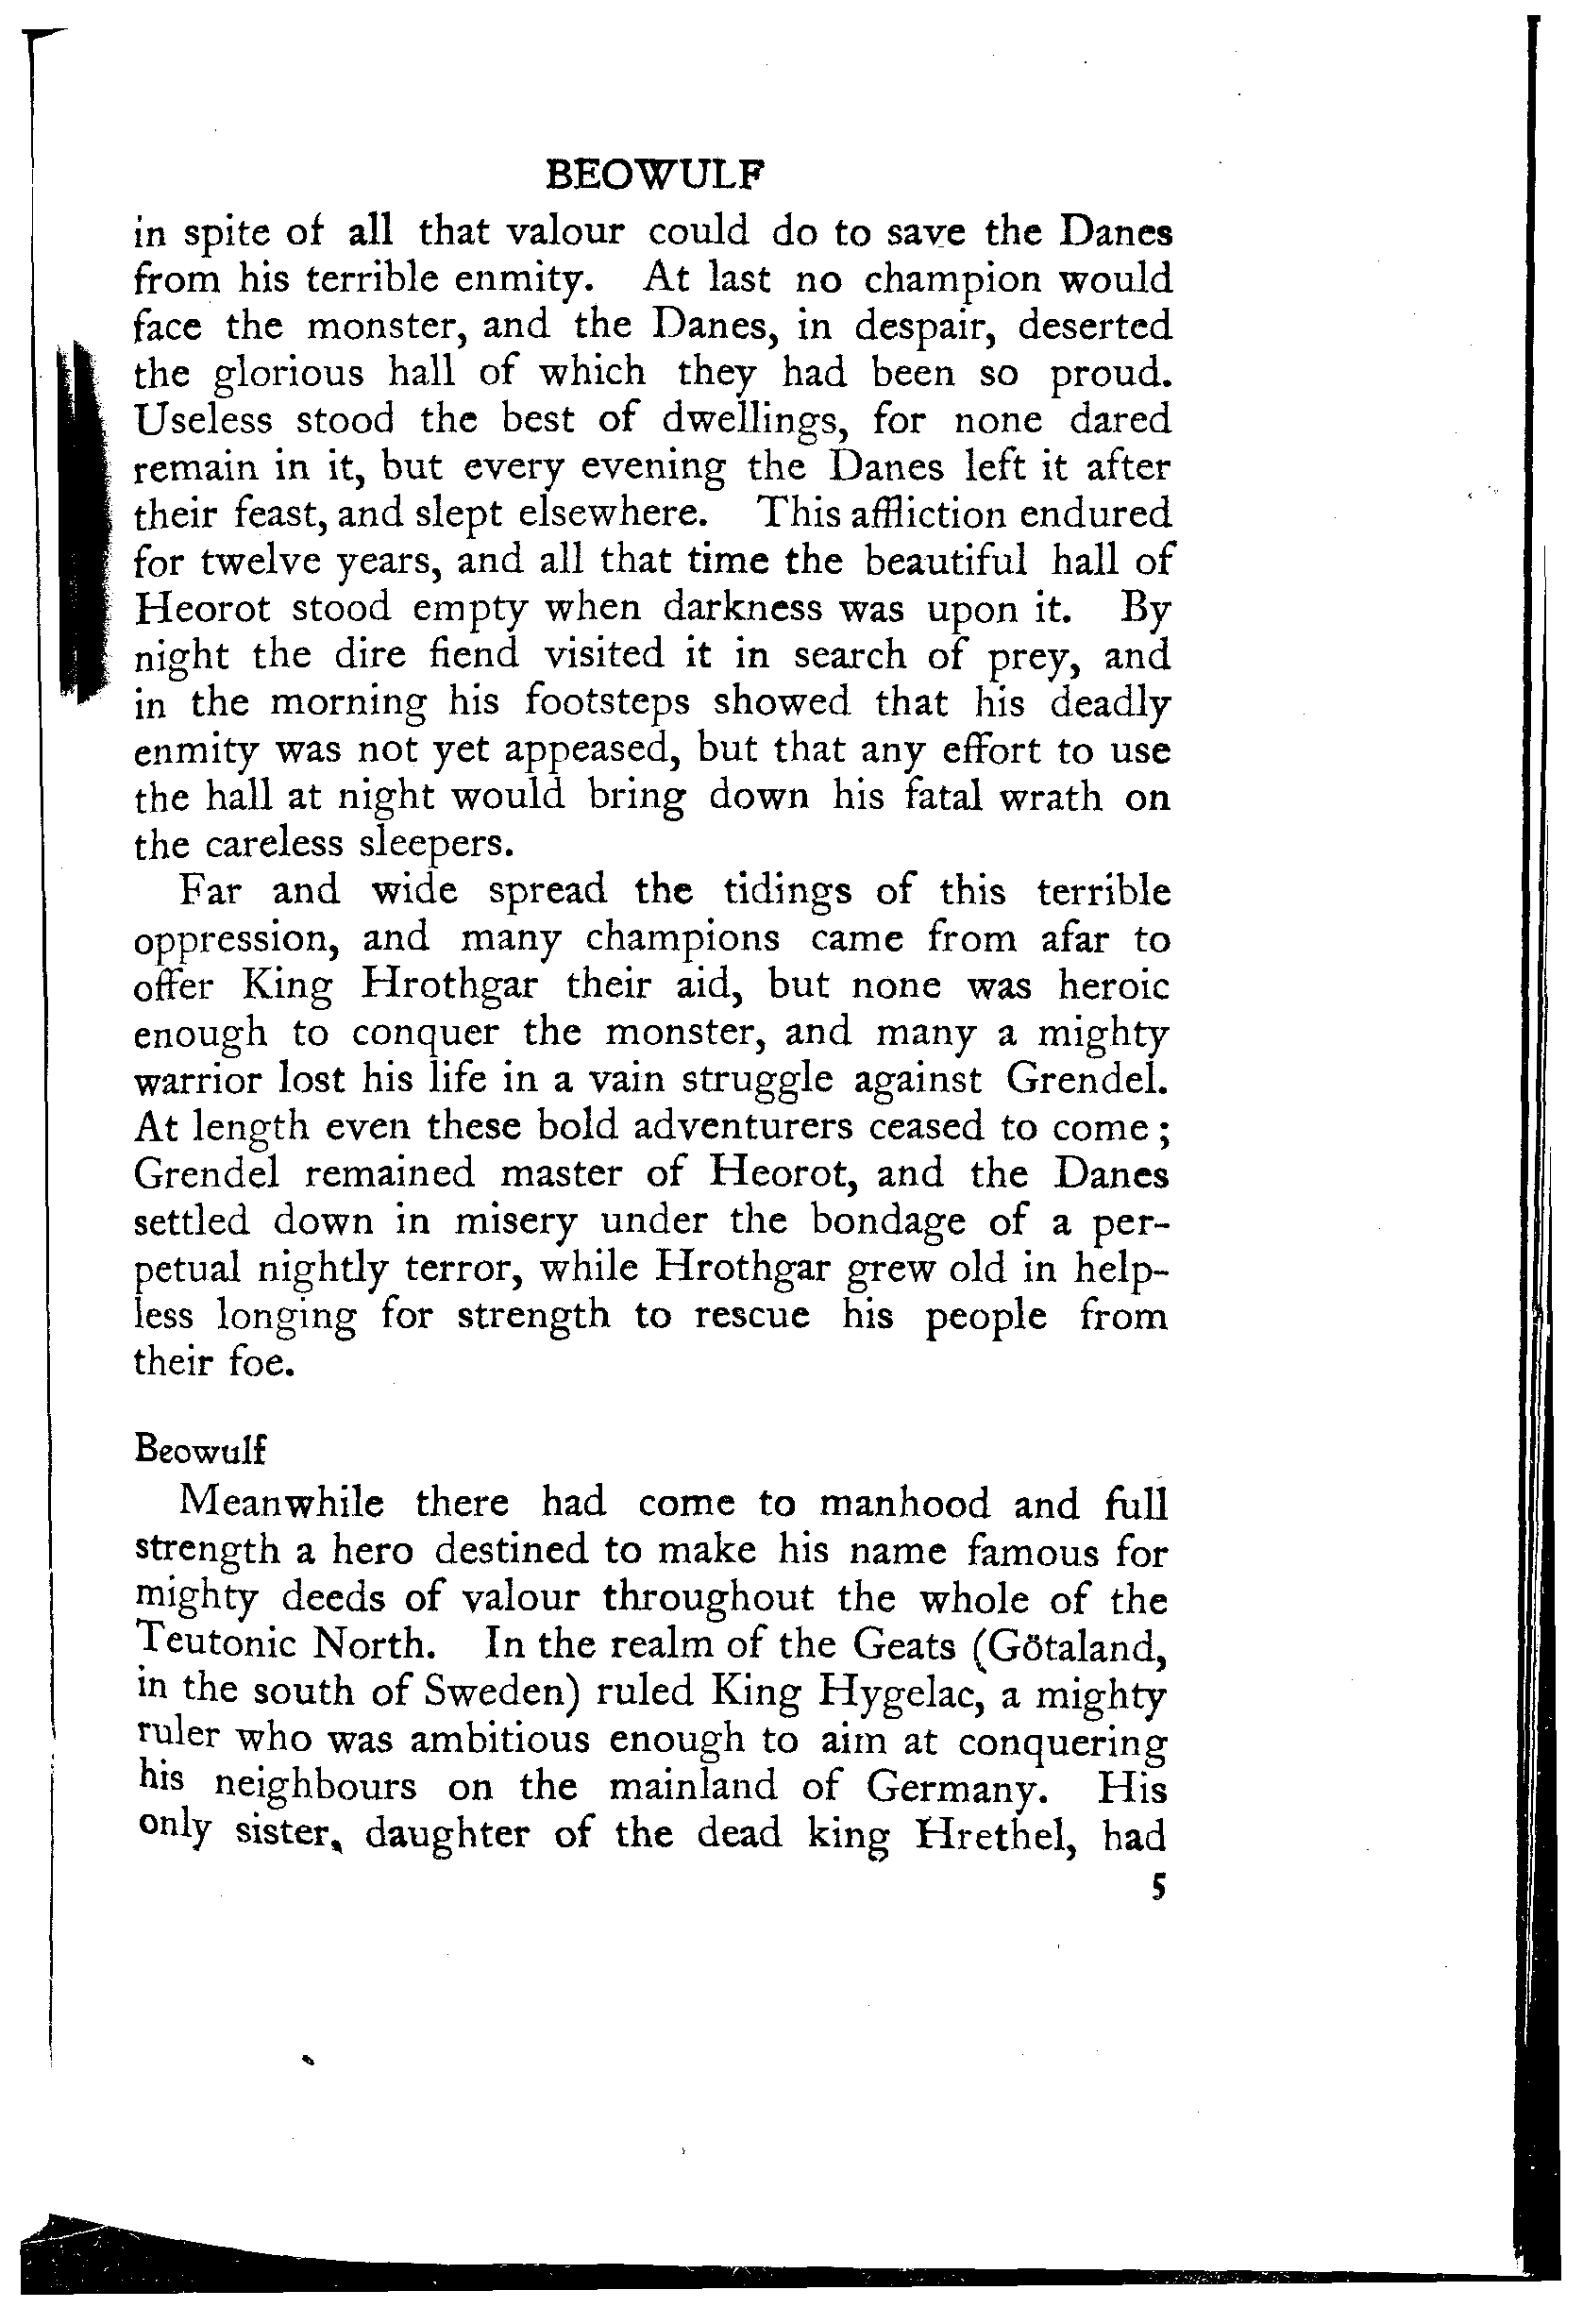 BEOWULF
in spite of all that valour could do to save the Danes
from his terrible enmity. At last no champion would
face the monster, and the Danes, in despair, deserted
the glorious hall of which they had been so proud.
Useless stood the best of dwellings, for none dared
remain in it, but every evening the Danes left it after
their feast, and slept elsewhere. This affliction endured
for twelve years, and all that time the beautiful hall of
Heorot stood empty when darkness was upon it. By
night the dire fiend visited it in search of prey, and
in the morning his footsteps showed that his deadly
enmity was not yet appeased, but that any effort to use
the hall at night would bring down his fatal wrath on
the careless sleepers.
Far and wide spread the tidings of this terrible
oppression, and many champions came from afar to
offer King Hrothgar their aid, but none was heroic
enough to conquer the monster, and many a mighty
warrior lost his life in a vain struggle against Grendel.
At length even these bold adventurers ceased to come;
Grendel remained master of Heorot, and the Danes
settled down in misery under the bondage of a per-
petual nightly terror, while Hrothgar grew old in help-
less longing for strength to rescue his people from
their foe.
Beowulf
Meanwhile there had come to manhood and full
strength a hero destined to make his name famous for
mighty deeds of valour throughout the whole of the
Teutonic North. In the realm of the Geats (Götaland,
in the south of Sweden) ruled King Hygelac, a mighty
ruler who was ambitious enough to aim at conquering
his neighbours on the mainland of Germany. His
only sister, daughter of the dead king Hrethel, had
5